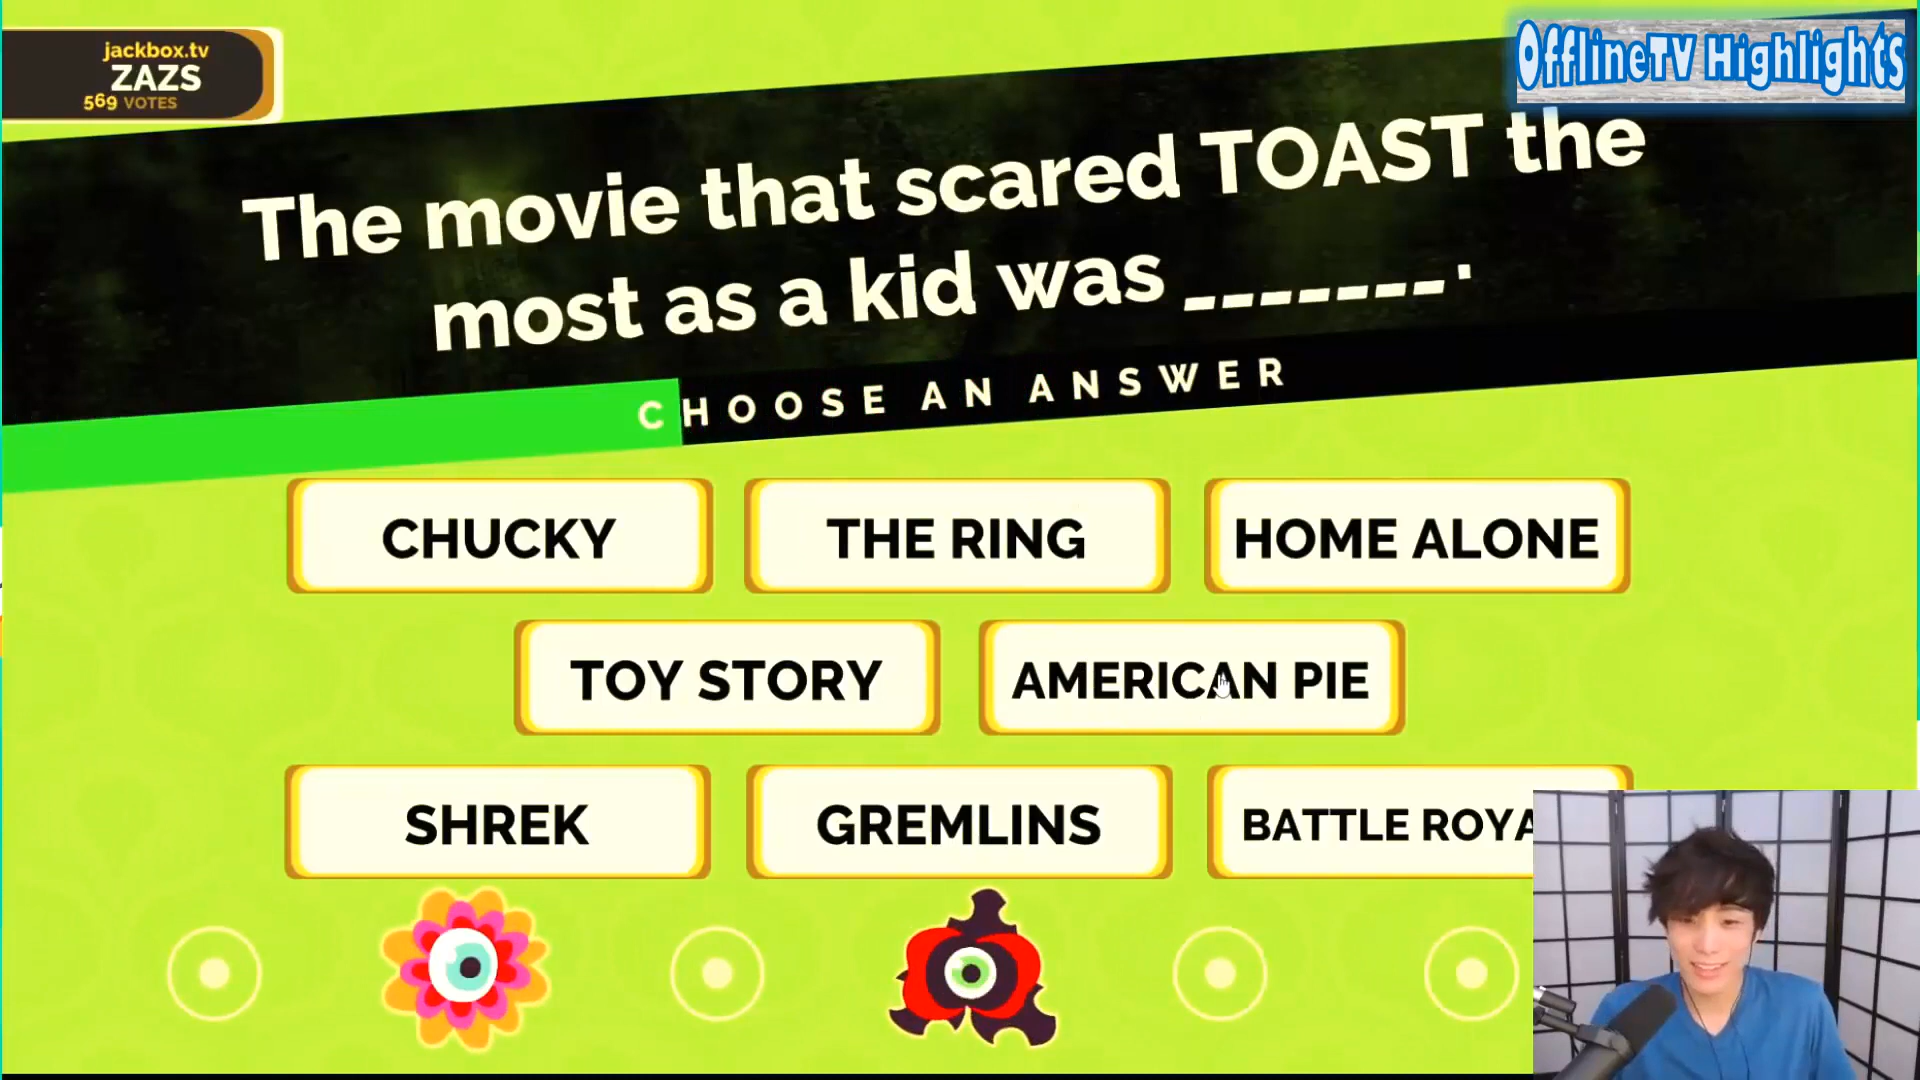 jackbox.tv
ZAZS
569 VOTES
OfflineTV Highlights
The movie that scared TOAST the
most as a kid was _______.
CHOOSE AN ANSWER
CHUCKY
THE RING
HOME ALONE
TOY STORY
AMERICAN PIE
SHREK
GREMLINS
BATTLE